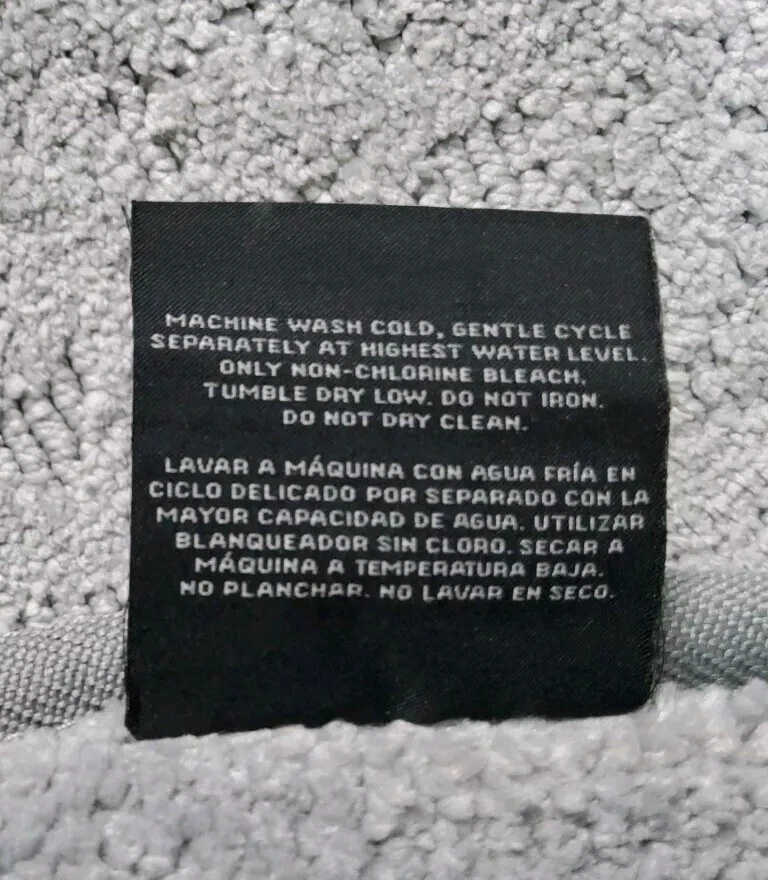 MACHINE WASH COLD, GENTLE CYCLE
SEPARATELY AT HIGHEST WATER LEVEL.
ONLY NON-CHLORINE BLEACH.
TUMBLE DRY LOW. DO NOT IRON.
DO NOT DRY CLEAN.
LAVAR A MÁQUINA CON AGUA FRÍA EN
CICLO DELICADO POR SEPARADO CON LA
MAYOR CAPACIDAD DE AGUA. UTILIZAR
BLANQUEADOR SIN CLORO. SECAR A
MÁQUINA A TEMPERATURA BAJA.
NO PLANCHAR. NO LAVAR EN SECO.